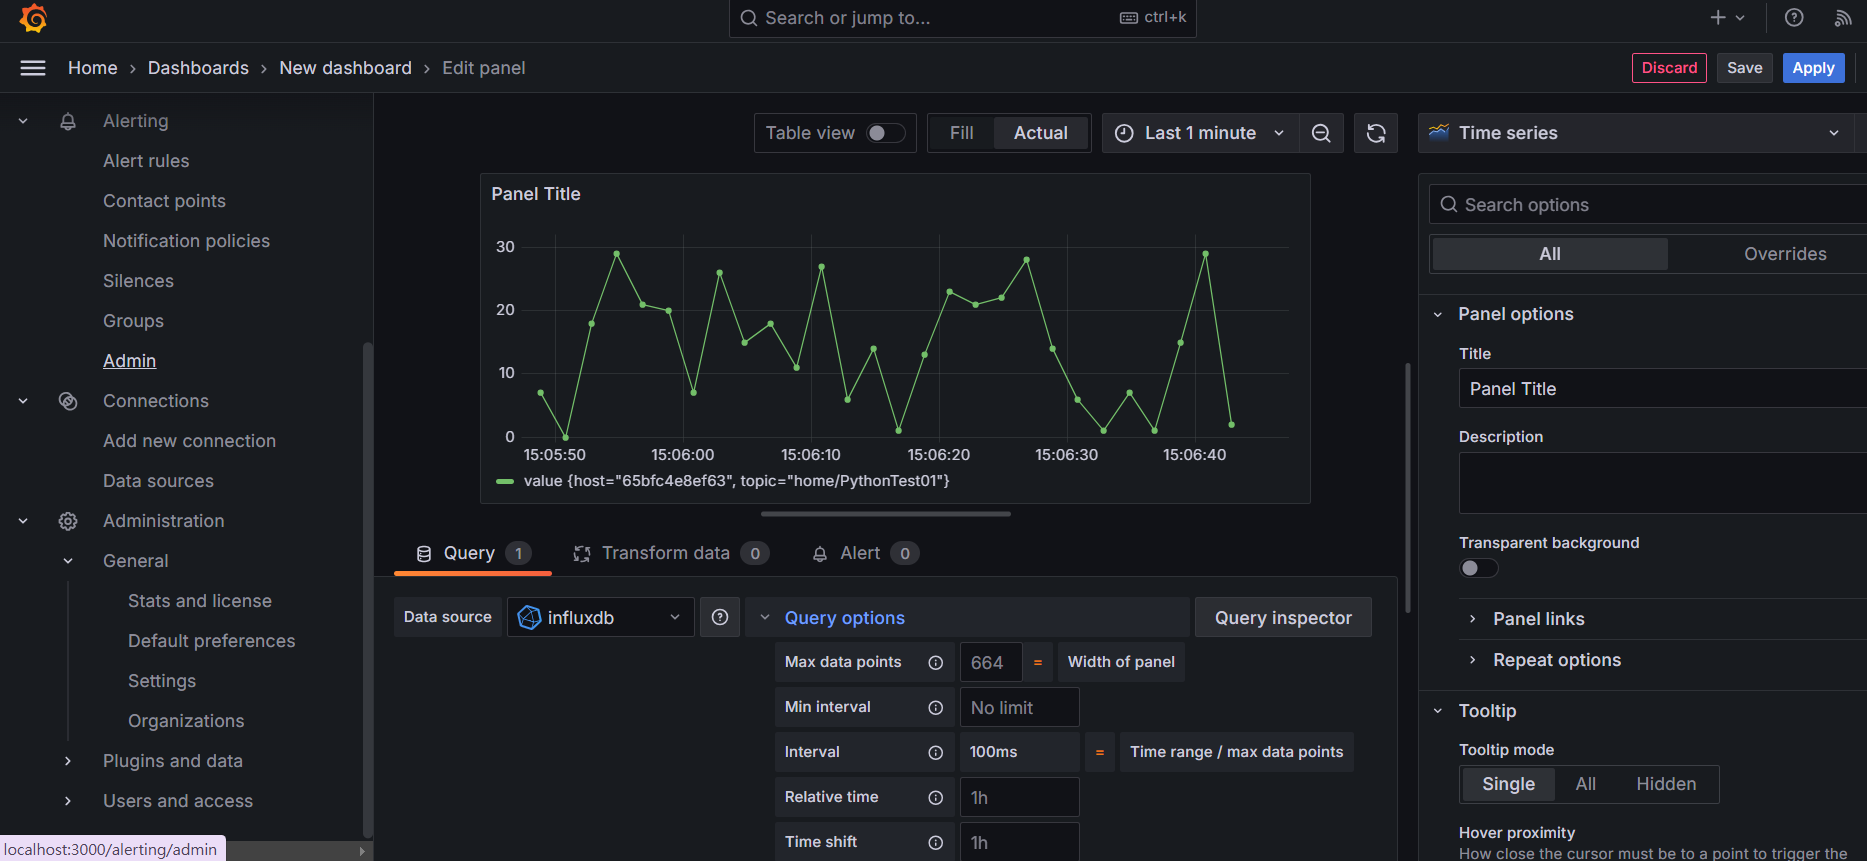 Search or jump to... ctrl+k
Home › Dashboards › New dashboard › Edit panel
Discard Save Apply
Alerting
Alert rules
Contact points
Notification policies
Silences
Groups
Admin
Connections
Add new connection
Data sources
Administration
General
Stats and license
Default preferences
Settings
Organizations
Plugins and data
Users and access
localhost:3000/alerting/admin
Table view Fill Actual Last 1 minute
Panel Title
30
20
10
0
15:05:50 15:06:00 15:06:10 15:06:20 15:06:30 15:06:40
value {host="65bfc4e8ef63", topic="home/PythonTest01"}
Query 1 Transform data 0 Alert 0
Data source influxdb Query options Query inspector
Max data points 664 = Width of panel
Min interval No limit
Interval 100ms = Time range / max data points
Relative time 1h
Time shift 1h
Time series
Search options
All Overrides
Panel options
Title
Panel Title
Description
Transparent background
Panel links
Repeat options
Tooltip
Tooltip mode
Single All Hidden
Hover proximity
How close the cursor must be to a point to trigger the